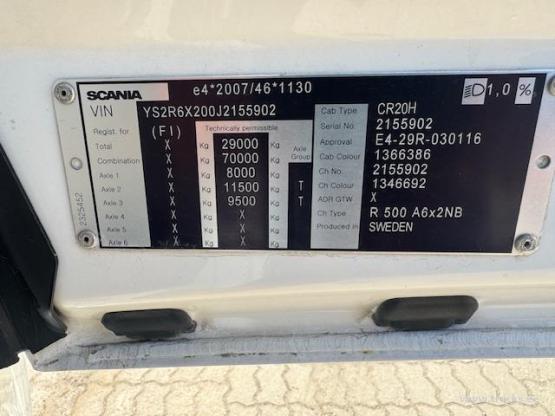 SCANIA e4*2007/46*1130 1,0 %
VIN YS2R6X200J2155902
Regist. for (FI) Technically permissible
Total X Kg 29000 Kg
Combination X Kg 70000 Kg Axle Group
Axle 1 X Kg 8000 Kg
Axle 2 X Kg 11500 Kg T
Axle 3 X Kg 9500 Kg T
Axle 4 X Kg X Kg
Axle 5 X Kg X Kg
Axle 6 X Kg X Kg
Cab Type CR20H
Serial No. 2155902
Approval E4-29R-030116
Cab Colour 1366386
Ch No. 2155902
Ch Colour 1346692
ADR GTW X
Ch Type R 500 A6x2NB
Produced in SWEDEN
2325452